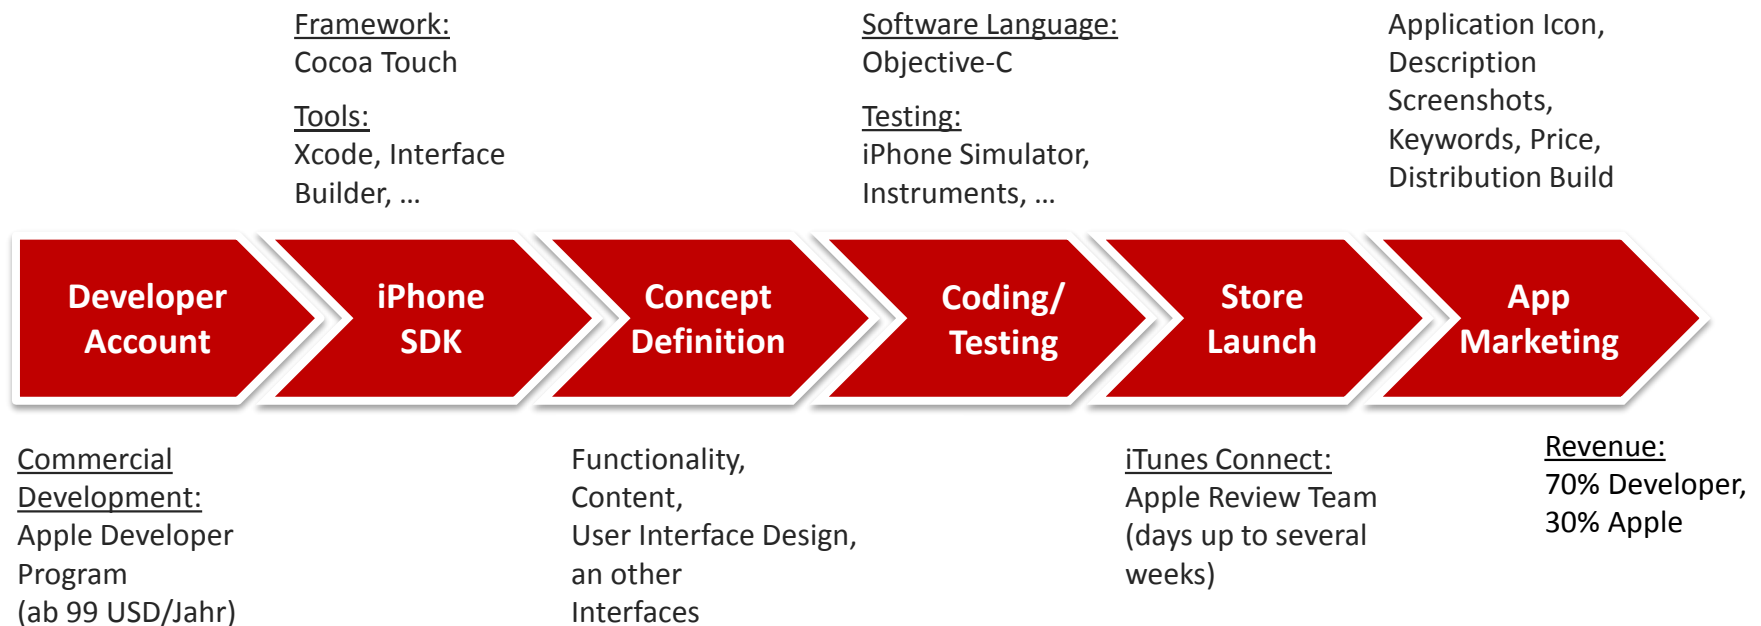 Framework:
Cocoa Touch
Tools:
Xcode, Interface
Builder, …
Software Language:
Objective-C
Testing:
iPhone Simulator,
Instruments, …
Application Icon,
Description
Screenshots,
Keywords, Price,
Distribution Build
Developer
Account
iPhone
SDK
Concept
Definition
Coding/
Testing
Store
Launch
App
Marketing
Commercial
Development:
Apple Developer
Program
(ab 99 USD/Jahr)
Functionality,
Content,
User Interface Design,
an other
Interfaces
iTunes Connect:
Apple Review Team
(days up to several
weeks)
Revenue:
70% Developer,
30% Apple